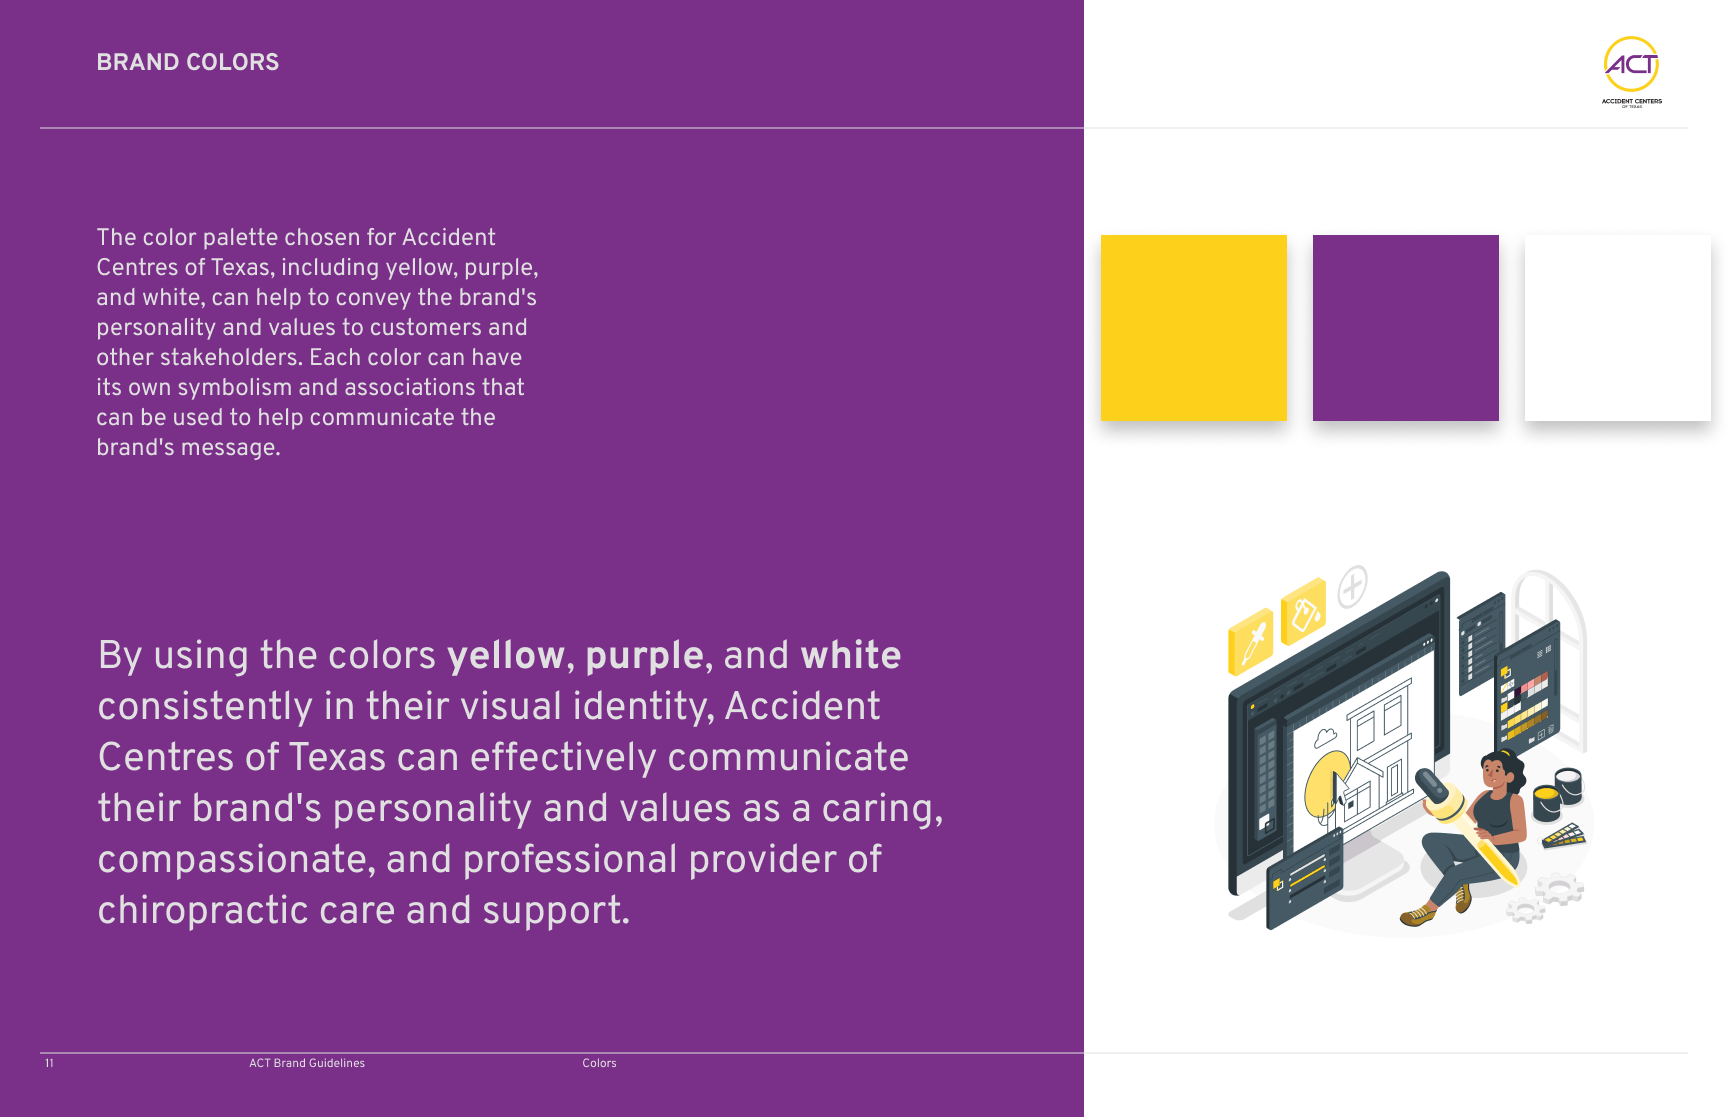 BRAND COLORS
ACT
ACCIDENT CENTERS
OF TEXAS
The color palette chosen for Accident
Centres of Texas, including yellow, purple,
and white, can help to convey the brand's
personality and values to customers and
other stakeholders. Each color can have
its own symbolism and associations that
can be used to help communicate the
brand's message.
By using the colors yellow, purple, and white
consistently in their visual identity, Accident
Centres of Texas can effectively communicate
their brand's personality and values as a caring,
compassionate, and professional provider of
chiropractic care and support.
11
ACT Brand Guidelines
Colors